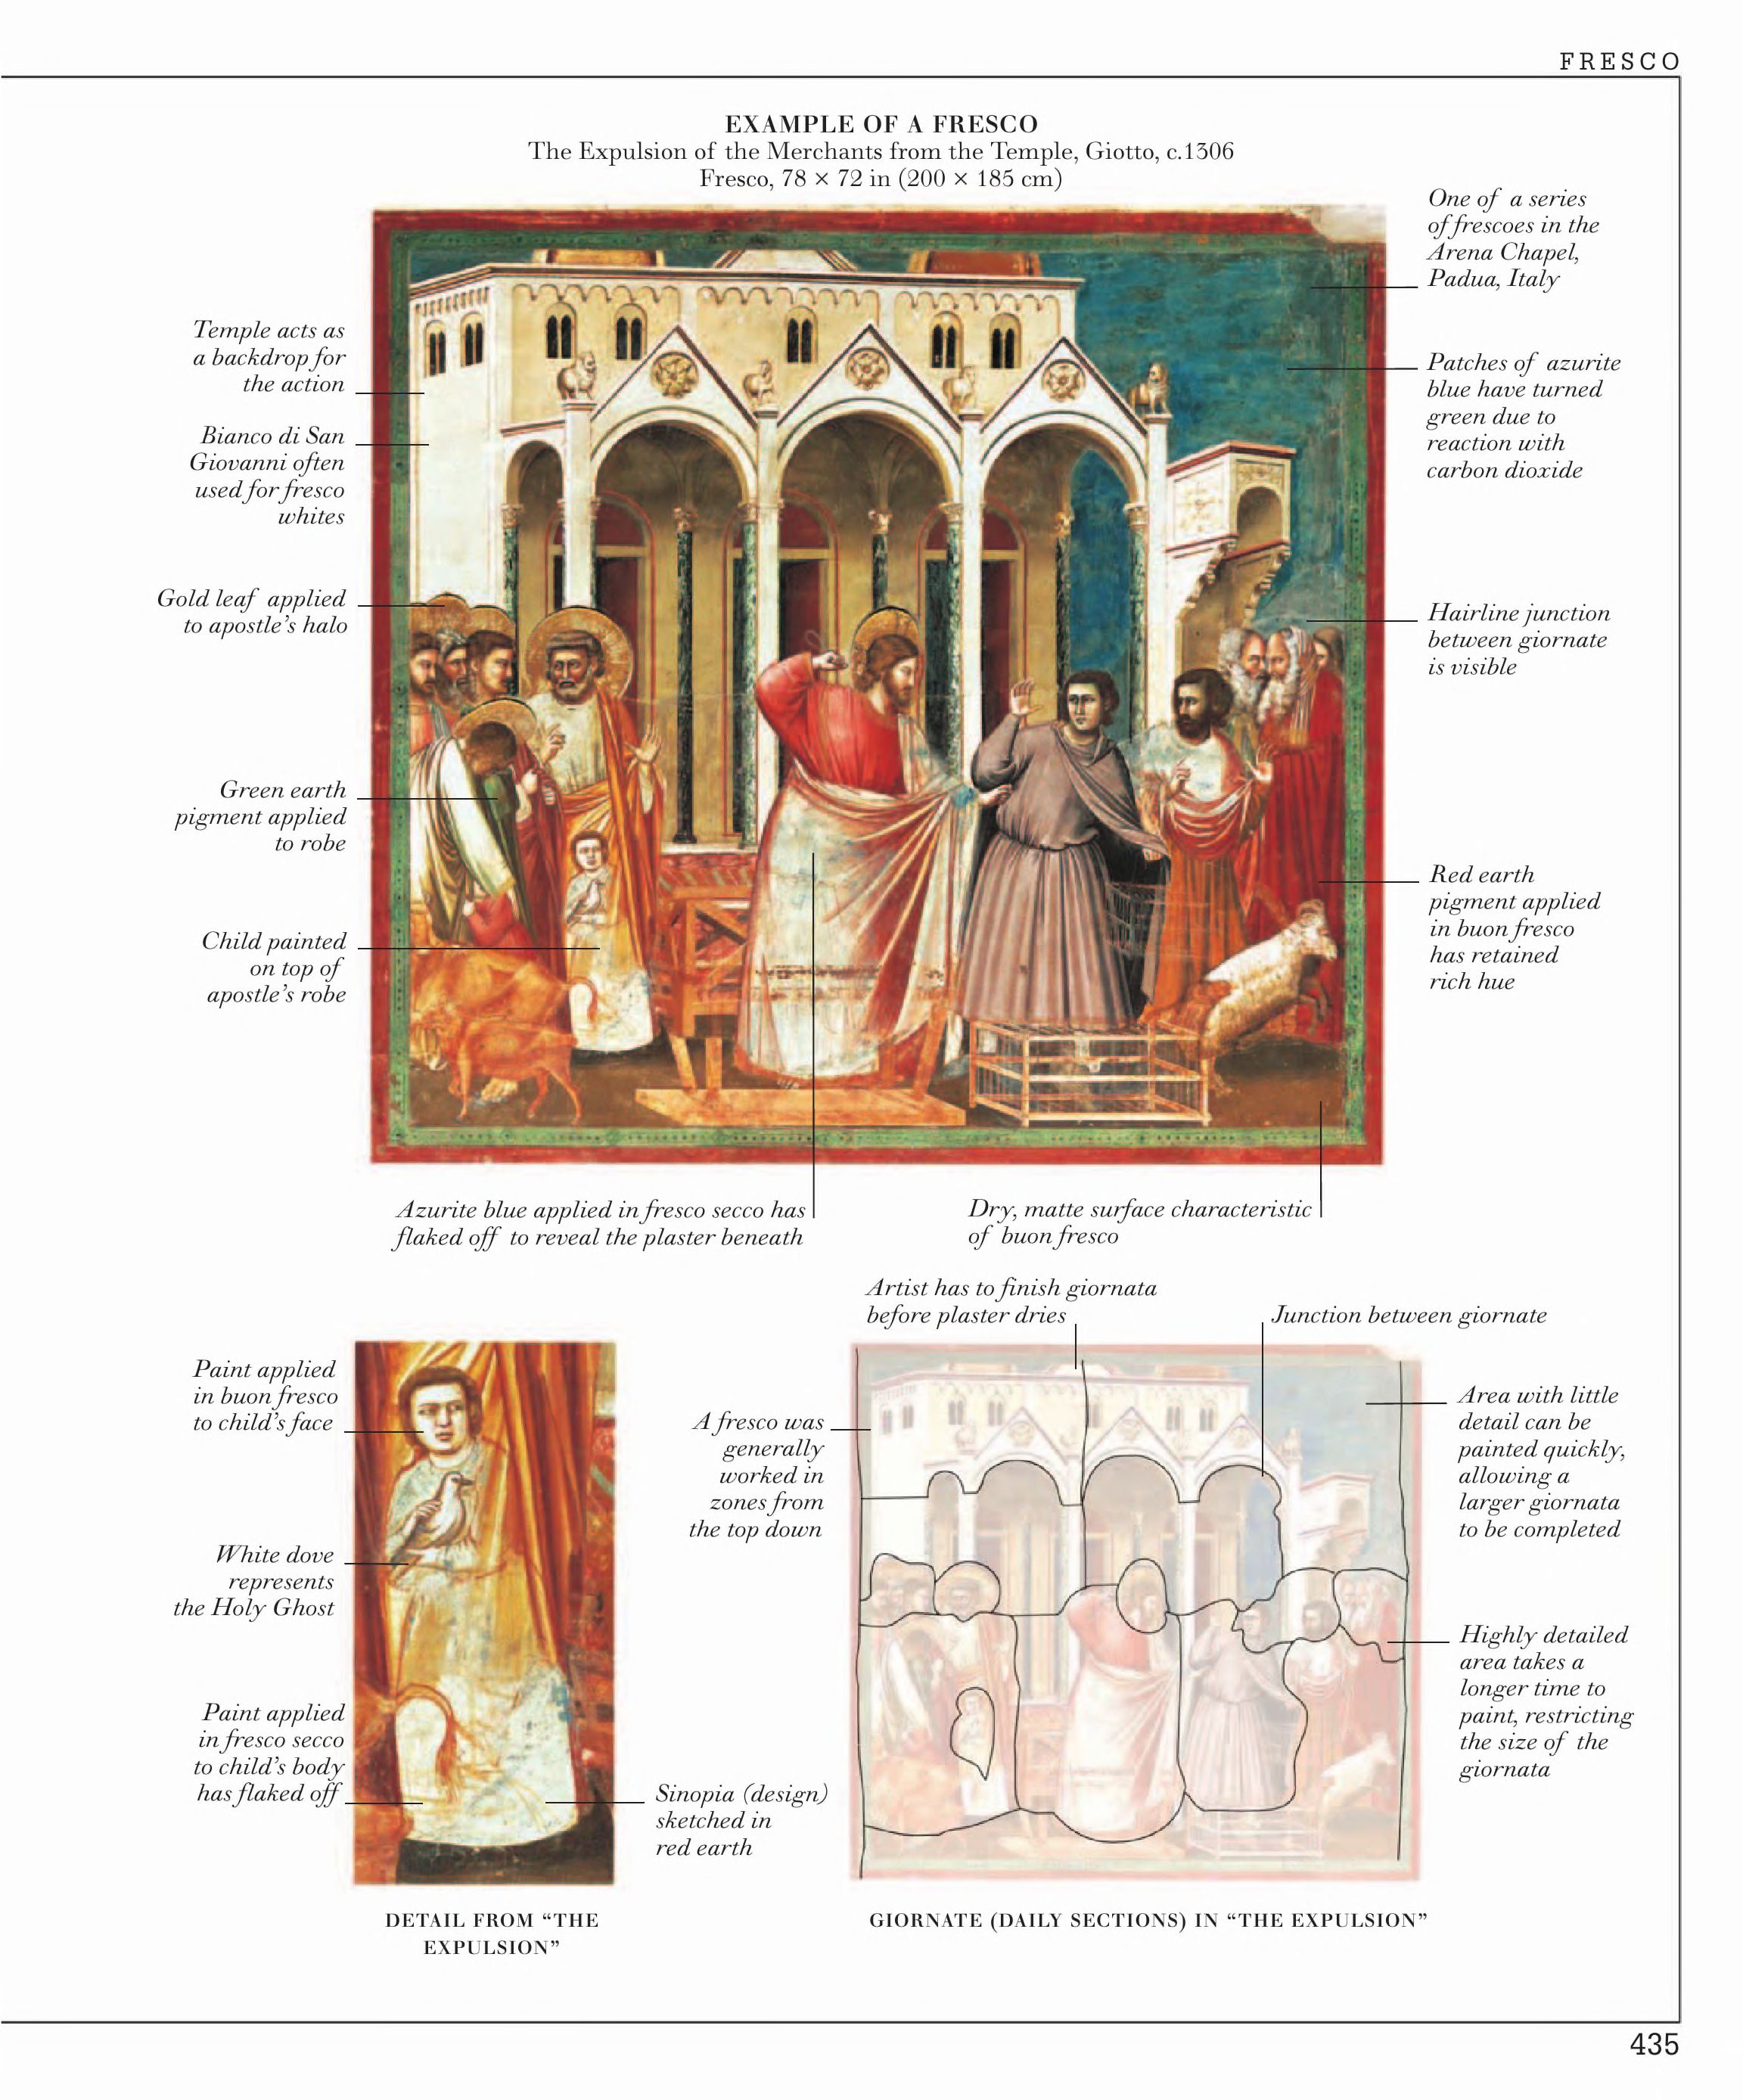 FRESCO
EXAMPLE OF A FRESCO
The Expulsion of the Merchants from the Temple, Giotto, c.1306
Fresco, 78 × 72 in (200 × 185 cm)
One of a series
of frescoes in the
Arena Chapel,
Padua, Italy
Temple acts as
a backdrop for
the action
Patches of azurite
blue have turned
green due to
reaction with
carbon dioxide
Bianco di San
Giovanni often
used for fresco
whites
Gold leaf applied
to apostle's halo
Hairline junction
between giornate
is visible
Green earth
pigment applied
to robe
Red earth
pigment applied
in buon fresco
has retained
rich hue
Child painted
on top of
apostle's robe
Azurite blue applied in fresco secco has
flaked off to reveal the plaster beneath
Dry, matte surface characteristic
of buon fresco
Artist has to finish giornata
before plaster dries
Junction between giornate
Paint applied
in buon fresco
to child's face
A fresco was
generally
worked in
zones from
the top down
Area with little
detail can be
painted quickly,
allowing a
larger giornata
to be completed
White dove
represents
the Holy Ghost
Highly detailed
area takes a
longer time to
paint, restricting
the size of the
giornata
Paint applied
in fresco secco
to child's body
has flaked off
Sinopia (design)
sketched in
red earth
DETAIL FROM “THE
EXPULSION”
GIORNATE (DAILY SECTIONS) IN “THE EXPULSION”
435